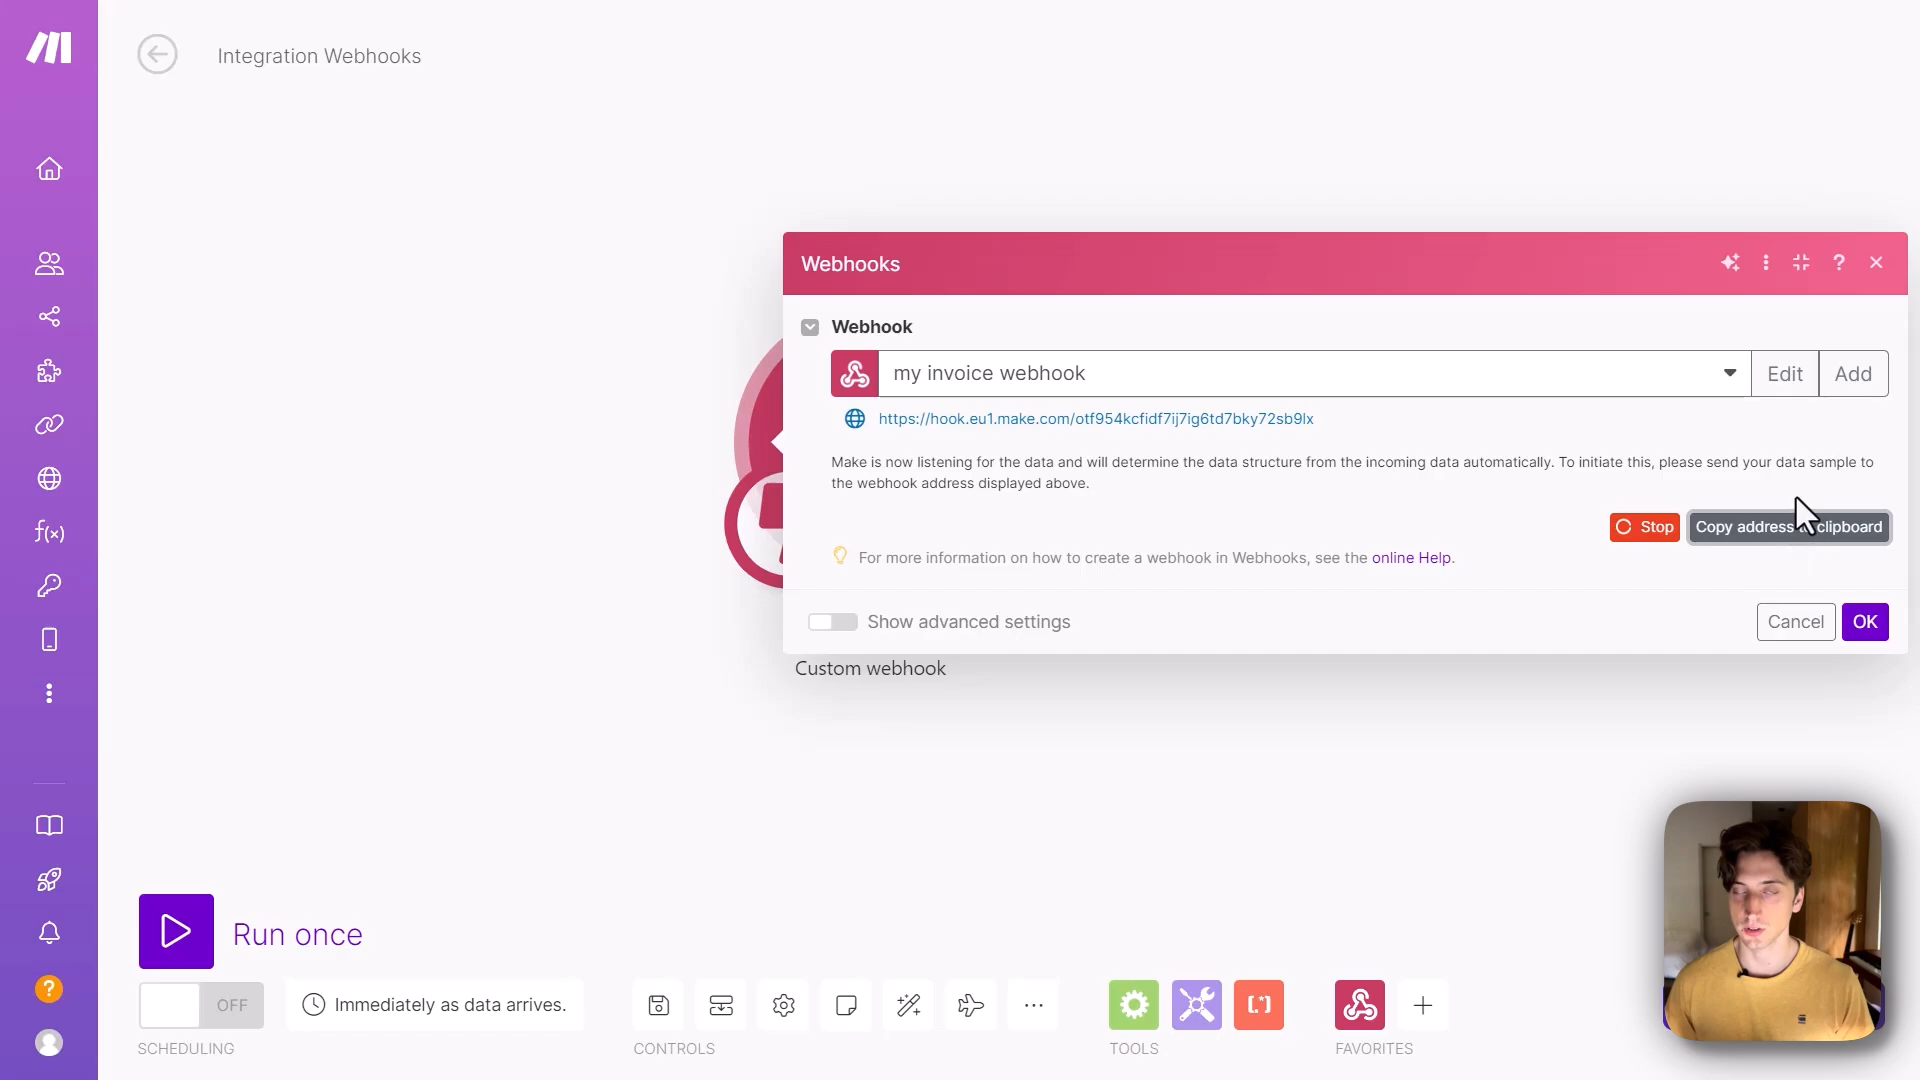 Integration Webhooks
Webhooks
?
Webhook
my invoice webhook
Edit
Add
https://hook.eu1.make.com/otf954kcfidf7ij7ig6td7bky72sb9lx
Make is now listening for the data and will determine the data structure from the incoming data automatically. To initiate this, please send your data sample to
the webhook address displayed above.
Stop
Copy address to clipboard
For more information on how to create a webhook in Webhooks, see the online Help.
Show advanced settings
Cancel
OK
Custom webhook
f(x)
Run once
?
OFF
Immediately as data arrives.
SCHEDULING
CONTROLS
TOOLS
FAVORITES